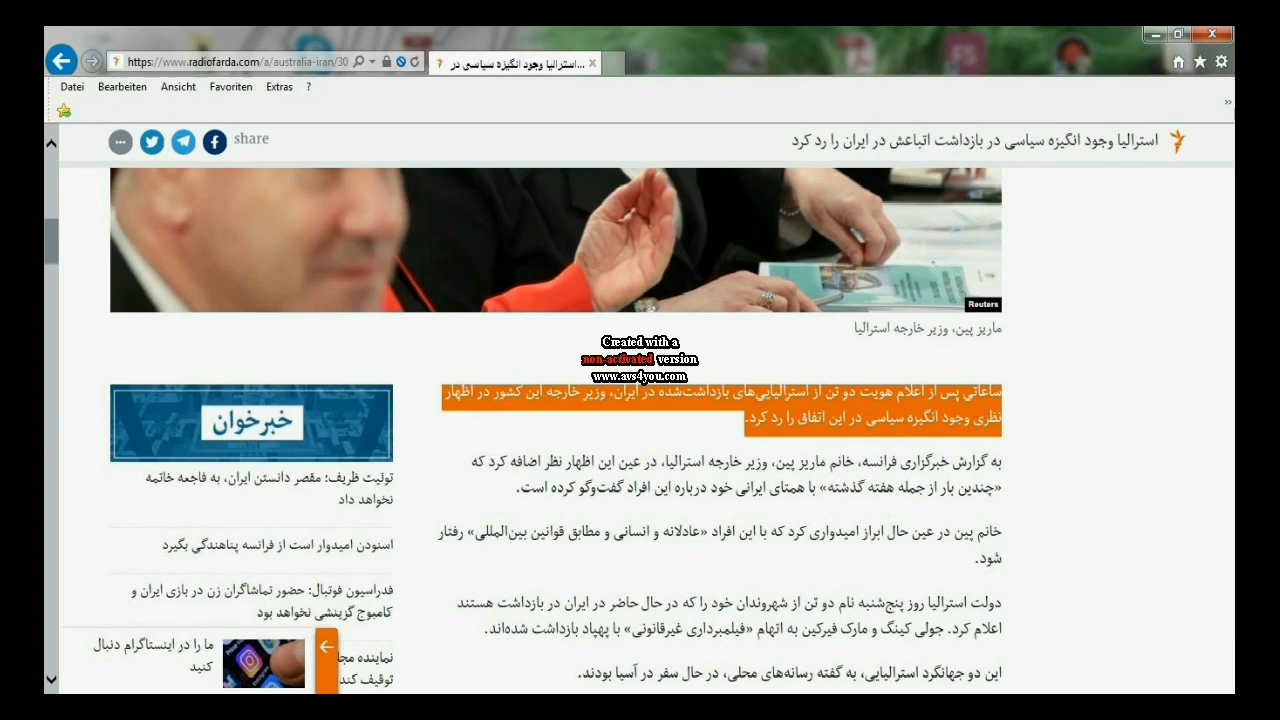 https://www.radiofarda.com/a/australia-iran/30
استرالیا وجود انگیزه سیاسی در...
Datei Bearbeiten Ansicht Favoriten Extras ?
share
استرالیا وجود انگیزه سیاسی در بازداشت اتباعش در ایران را رد کرد
Reuters
ماریز پین، وزیر خارجه استرالیا
Created with a
non-activated version
www.avs4you.com
ساعاتی پس از اعلام هویت دو تن از استرالیایی‌های بازداشت‌شده در ایران، وزیر خارجه این کشور در اظهار
نظری وجود انگیزه سیاسی در این اتفاق را رد کرد.
به گزارش خبرگزاری فرانسه، خانم ماریز پین، وزیر خارجه استرالیا، در عین این اظهار نظر اضافه کرد که
«چندین بار از جمله هفته گذشته» با همتای ایرانی خود درباره این افراد گفت‌وگو کرده است.
خانم پین در عین حال ابراز امیدواری کرد که با این افراد «عادلانه و انسانی و مطابق قوانین بین‌المللی» رفتار
شود.
دولت استرالیا روز پنج‌شنبه نام دو تن از شهروندان خود را که در حال حاضر در ایران در بازداشت هستند
اعلام کرد. جولی کینگ و مارک فیرکین به اتهام «فیلمبرداری غیرقانونی» با پهپاد بازداشت شده‌اند.
این دو جهانگرد استرالیایی، به گفته رسانه‌های محلی، در حال سفر در آسیا بودند.
خبرخوان
توئیت ظریف: مقصر دانستن ایران، به فاجعه خاتمه
نخواهد داد
اسنودن امیدوار است از فرانسه پناهندگی بگیرد
فدراسیون فوتبال: حضور تماشاگران زن در بازی ایران و
کامبوج گزینشی نخواهد بود
نماینده مجا
توقیف کند
ما را در اینستاگرام دنبال
کنید